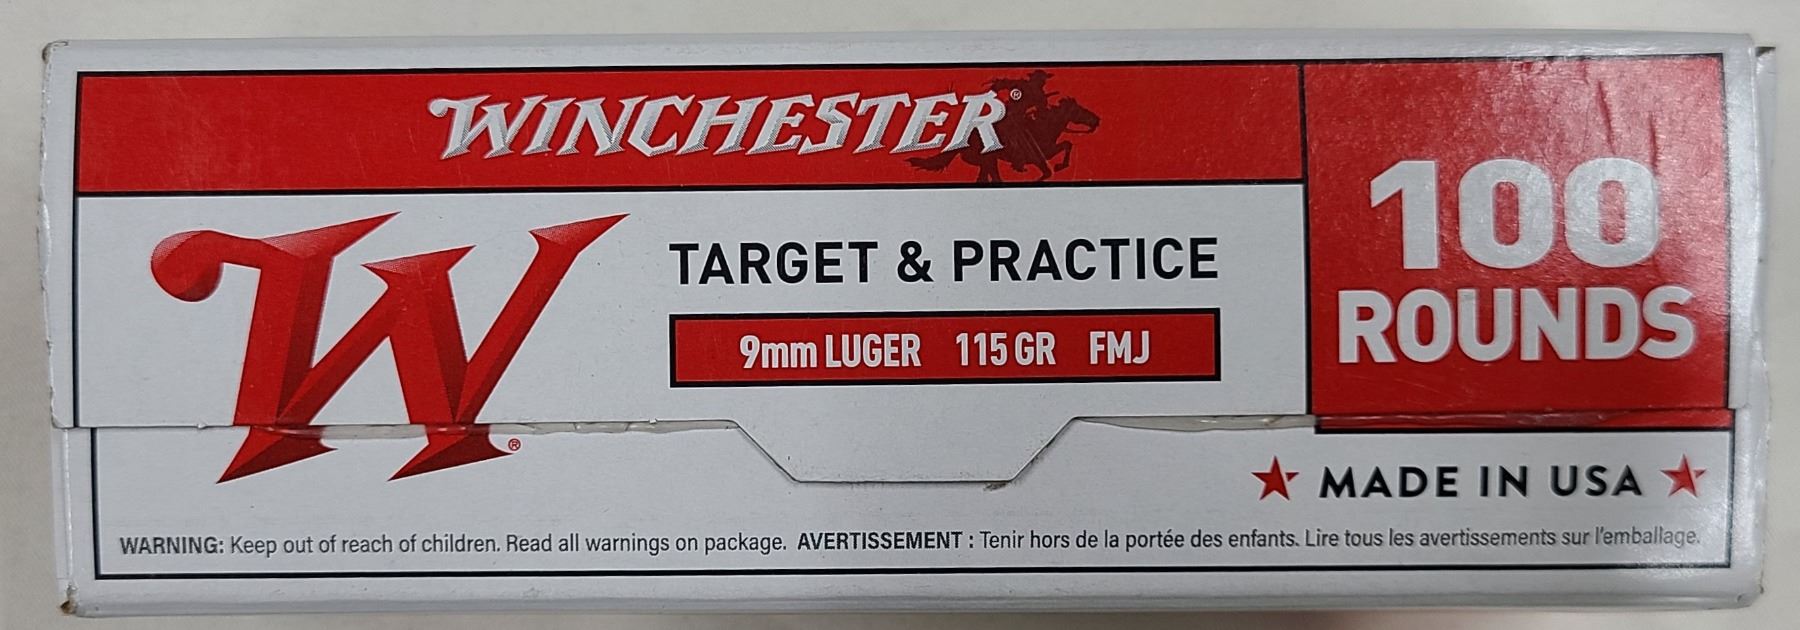 WINCHESTER®
100
ROUNDS
W®
TARGET & PRACTICE
9mm LUGER 115 GR FMJ
★ MADE IN USA ★
WARNING: Keep out of reach of children. Read all warnings on package. AVERTISSEMENT : Tenir hors de la portée des enfants. Lire tous les avertissements sur l'emballage.